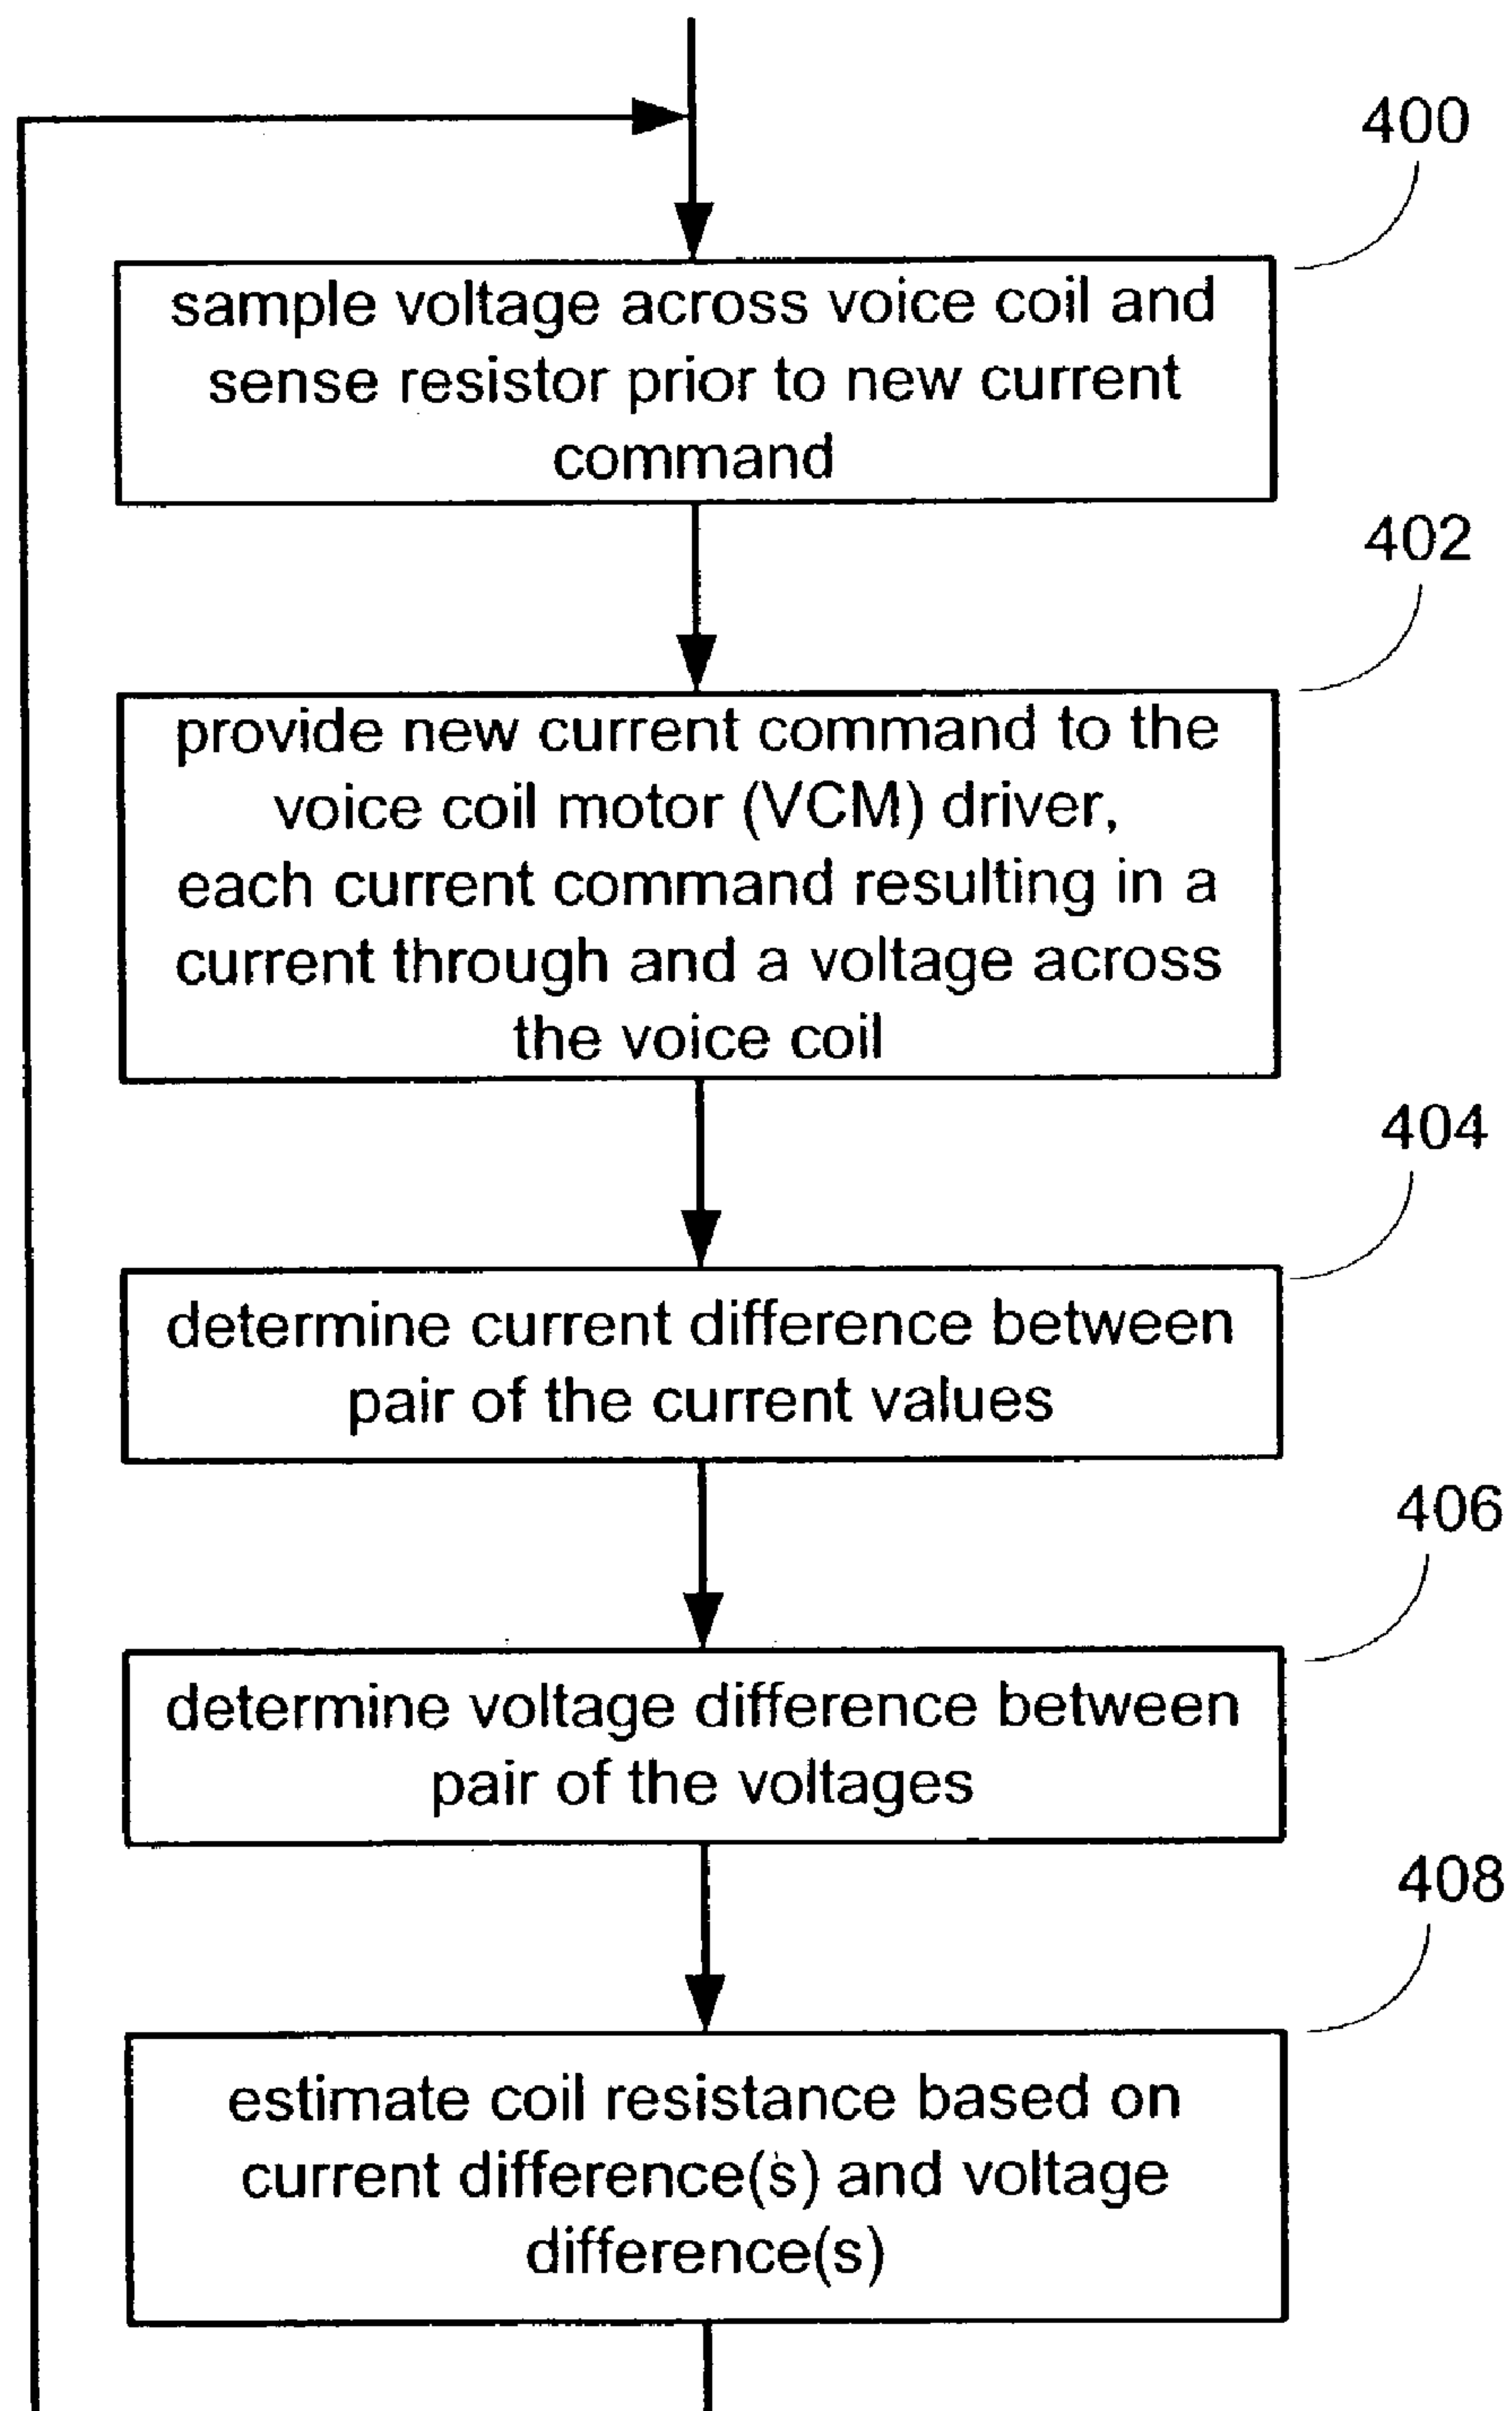 400
sample voltage across voice coil and
sense resistor prior to new current
command
402
provide new current command to the
voice coil motor (VCM) driver,
each current command resulting in a
current through and a voltage across
the voice coil
404
determine current difference between
pair of the current values
406
determine voltage difference between
pair of the voltages
408
estimate coil resistance based on
current difference(s) and voltage
difference(s)